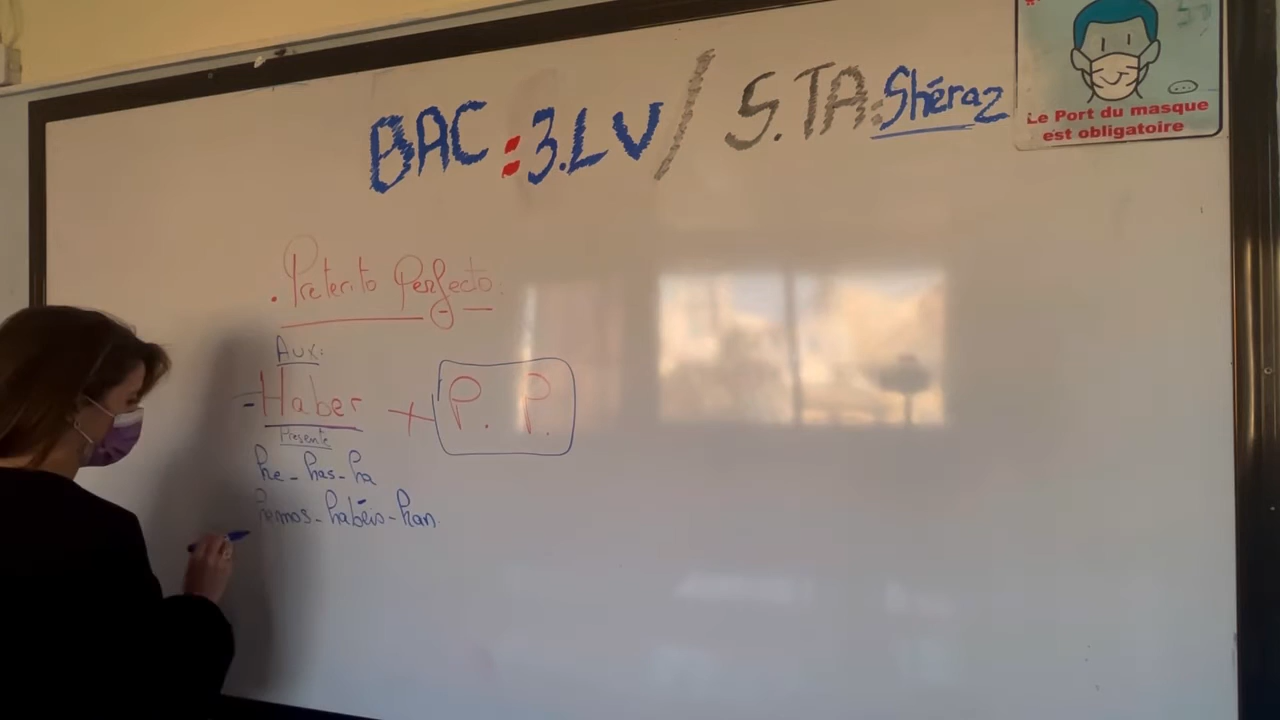 BAC : 3.LV / S.TA: Shéraz
Le Port du masque
est obligatoire
. Preterito Perfecto.
Aux:
- Haber + P. P.
Presente
he - has - ha
hemos - habéis - han.